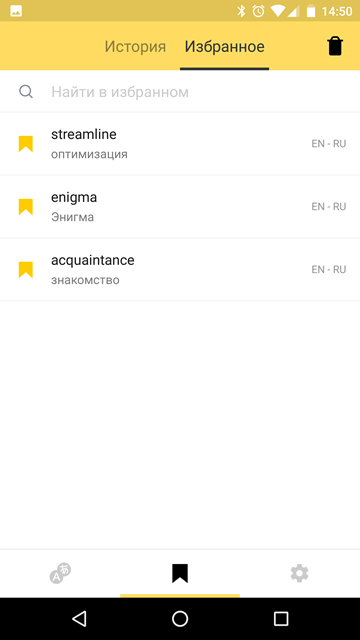 14:50
История Избранное
Найти в избранном
streamline
оптимизация
EN - RU
enigma
Энигма
EN - RU
acquaintance
знакомство
EN - RU